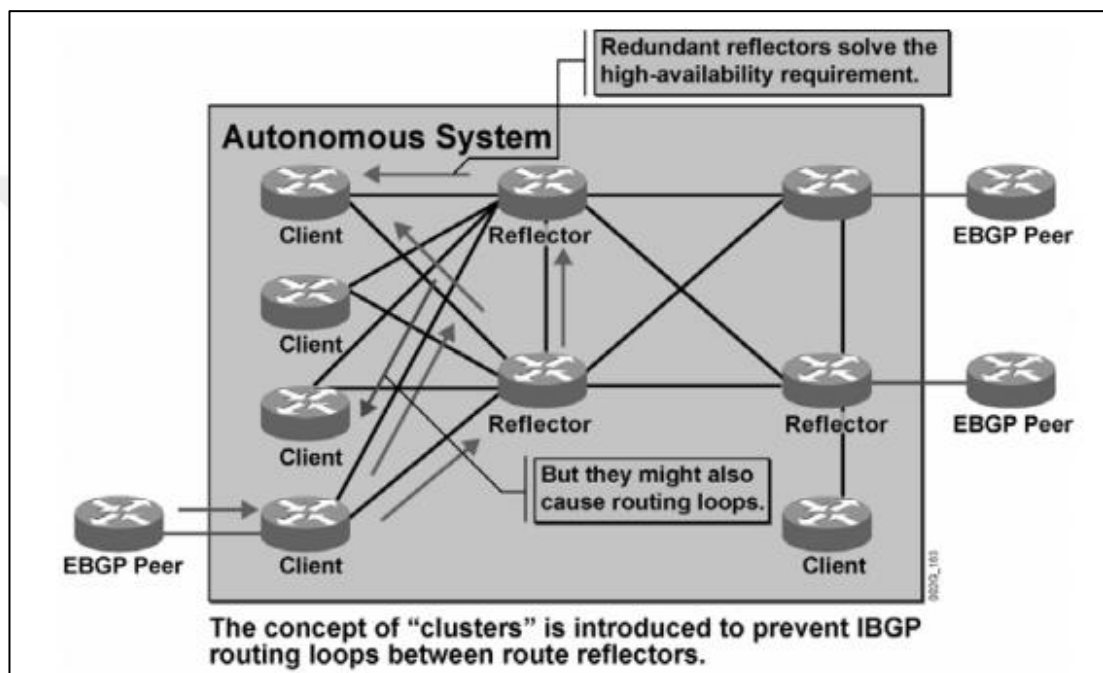 Redundant reflectors solve the
high-availability requirement.
Autonomous System
Client
Reflector
EBGP Peer
Client
Client
Reflector
Reflector
EBGP Peer
But they might also
cause routing loops.
EBGP Peer
Client
Client
The concept of “clusters” is introduced to prevent IBGP
routing loops between route reflectors.